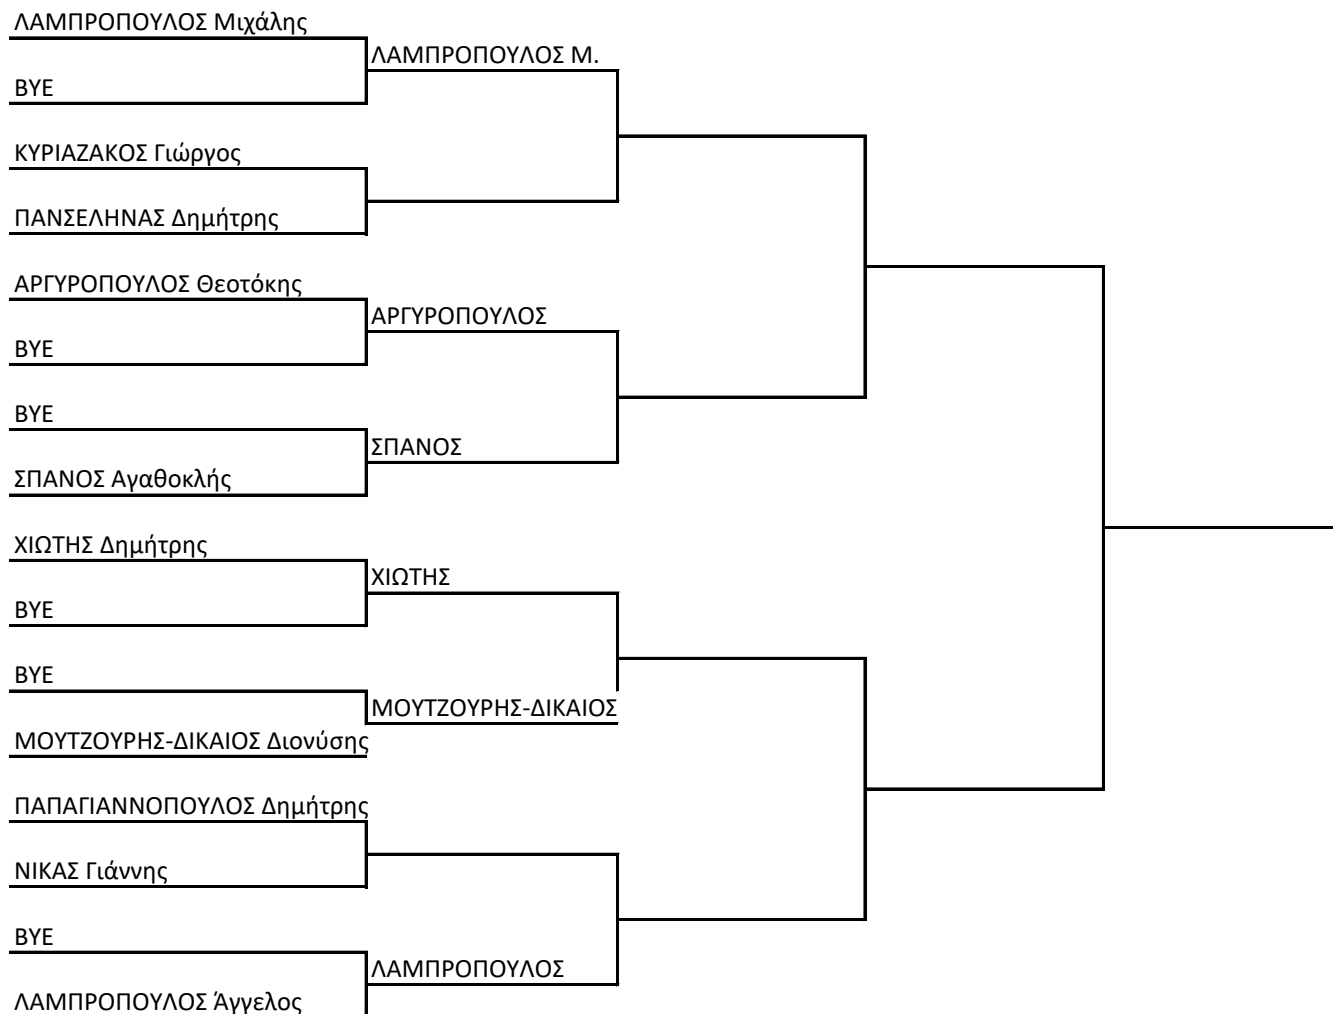 ΛΑΜΠΡΟΠΟΥΛΟΣ Μιχάλης
ΛΑΜΠΡΟΠΟΥΛΟΣ Μ.
BYE
ΚΥΡΙΑΖΑΚΟΣ Γιώργος
ΠΑΝΣΕΛΗΝΑΣ Δημήτρης
ΑΡΓΥΡΟΠΟΥΛΟΣ Θεοτόκης
ΑΡΓΥΡΟΠΟΥΛΟΣ
BYE
BYE
ΣΠΑΝΟΣ
ΣΠΑΝΟΣ Αγαθοκλής
ΧΙΩΤΗΣ Δημήτρης
ΧΙΩΤΗΣ
BYE
BYE
ΜΟΥΤΖΟΥΡΗΣ-ΔΙΚΑΙΟΣ
ΜΟΥΤΖΟΥΡΗΣ-ΔΙΚΑΙΟΣ Διονύσης
ΠΑΠΑΓΙΑΝΝΟΠΟΥΛΟΣ Δημήτρης
ΝΙΚΑΣ Γιάννης
BYE
ΛΑΜΠΡΟΠΟΥΛΟΣ
ΛΑΜΠΡΟΠΟΥΛΟΣ Άγγελος